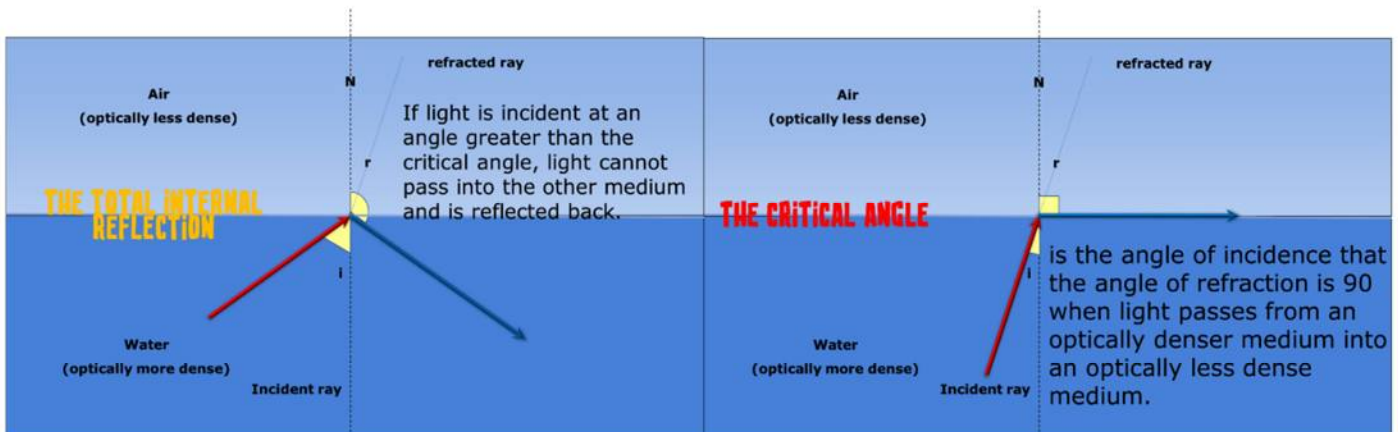 refracted ray
N
Air
(optically less dense)
If light is incident at an
angle greater than the
critical angle, light cannot
pass into the other medium
and is reflected back.
r
THE TOTAL INTERNAL
REFLECTION
i
Water
(optically more dense)
Incident ray
refracted ray
N
Air
(optically less dense)
r
THE CRITICAL ANGLE
i
is the angle of incidence that
the angle of refraction is 90
when light passes from an
optically denser medium into
an optically less dense
medium.
Water
(optically more dense)
Incident ray